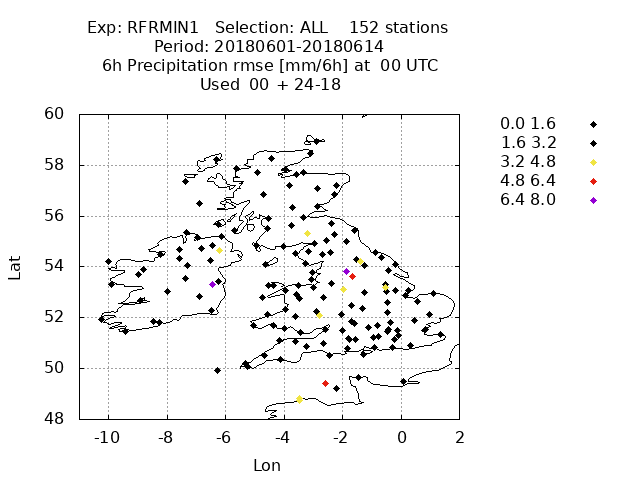 Exp: RFRMIN1 Selection: ALL 152 stations
Period: 20180601-20180614
6h Precipitation rmse [mm/6h] at 00 UTC
Used 00 + 24-18
60
58
56
54
52
50
48
Lat
-10 -8 -6 -4 -2 0 2
Lon
0.0 1.6
1.6 3.2
3.2 4.8
4.8 6.4
6.4 8.0